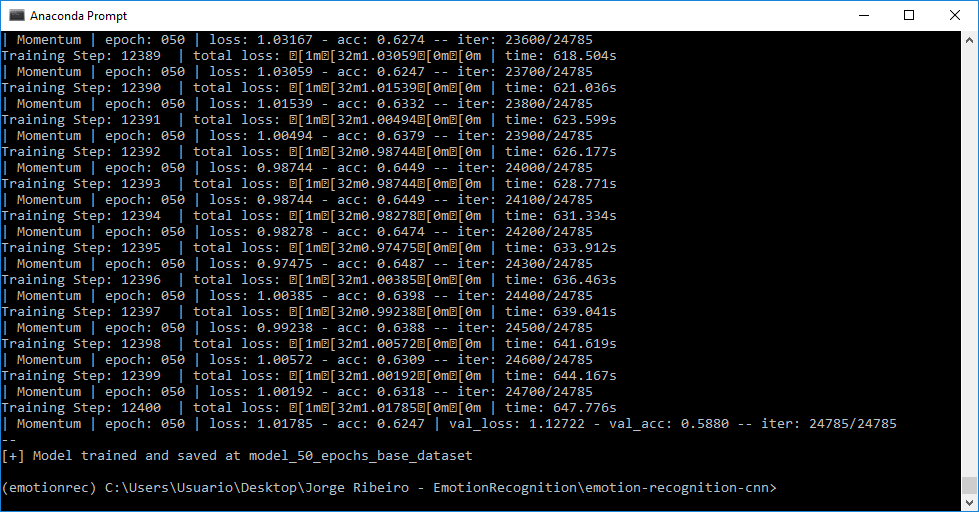 Anaconda Prompt
| Momentum | epoch: 050 | loss: 1.03167 - acc: 0.6274 -- iter: 23600/24785
Training Step: 12389  | total loss: �[1m�[32m1.03059�[0m�[0m | time: 618.504s
| Momentum | epoch: 050 | loss: 1.03059 - acc: 0.6247 -- iter: 23700/24785
Training Step: 12390  | total loss: �[1m�[32m1.01539�[0m�[0m | time: 621.036s
| Momentum | epoch: 050 | loss: 1.01539 - acc: 0.6332 -- iter: 23800/24785
Training Step: 12391  | total loss: �[1m�[32m1.00494�[0m�[0m | time: 623.599s
| Momentum | epoch: 050 | loss: 1.00494 - acc: 0.6379 -- iter: 23900/24785
Training Step: 12392  | total loss: �[1m�[32m0.98744�[0m�[0m | time: 626.177s
| Momentum | epoch: 050 | loss: 0.98744 - acc: 0.6449 -- iter: 24000/24785
Training Step: 12393  | total loss: �[1m�[32m0.98744�[0m�[0m | time: 628.771s
| Momentum | epoch: 050 | loss: 0.98744 - acc: 0.6449 -- iter: 24100/24785
Training Step: 12394  | total loss: �[1m�[32m0.98278�[0m�[0m | time: 631.334s
| Momentum | epoch: 050 | loss: 0.98278 - acc: 0.6474 -- iter: 24200/24785
Training Step: 12395  | total loss: �[1m�[32m0.97475�[0m�[0m | time: 633.912s
| Momentum | epoch: 050 | loss: 0.97475 - acc: 0.6487 -- iter: 24300/24785
Training Step: 12396  | total loss: �[1m�[32m1.00385�[0m�[0m | time: 636.463s
| Momentum | epoch: 050 | loss: 1.00385 - acc: 0.6398 -- iter: 24400/24785
Training Step: 12397  | total loss: �[1m�[32m0.99238�[0m�[0m | time: 639.041s
| Momentum | epoch: 050 | loss: 0.99238 - acc: 0.6388 -- iter: 24500/24785
Training Step: 12398  | total loss: �[1m�[32m1.00572�[0m�[0m | time: 641.619s
| Momentum | epoch: 050 | loss: 1.00572 - acc: 0.6309 -- iter: 24600/24785
Training Step: 12399  | total loss: �[1m�[32m1.00192�[0m�[0m | time: 644.167s
| Momentum | epoch: 050 | loss: 1.00192 - acc: 0.6318 -- iter: 24700/24785
Training Step: 12400  | total loss: �[1m�[32m1.01785�[0m�[0m | time: 647.776s
| Momentum | epoch: 050 | loss: 1.01785 - acc: 0.6247 | val_loss: 1.12722 - val_acc: 0.5880 -- iter: 24785/24785
--
[+] Model trained and saved at model_50_epochs_base_dataset
(emotionrec) C:\Users\Usuario\Desktop\Jorge Ribeiro - EmotionRecognition\emotion-recognition-cnn>